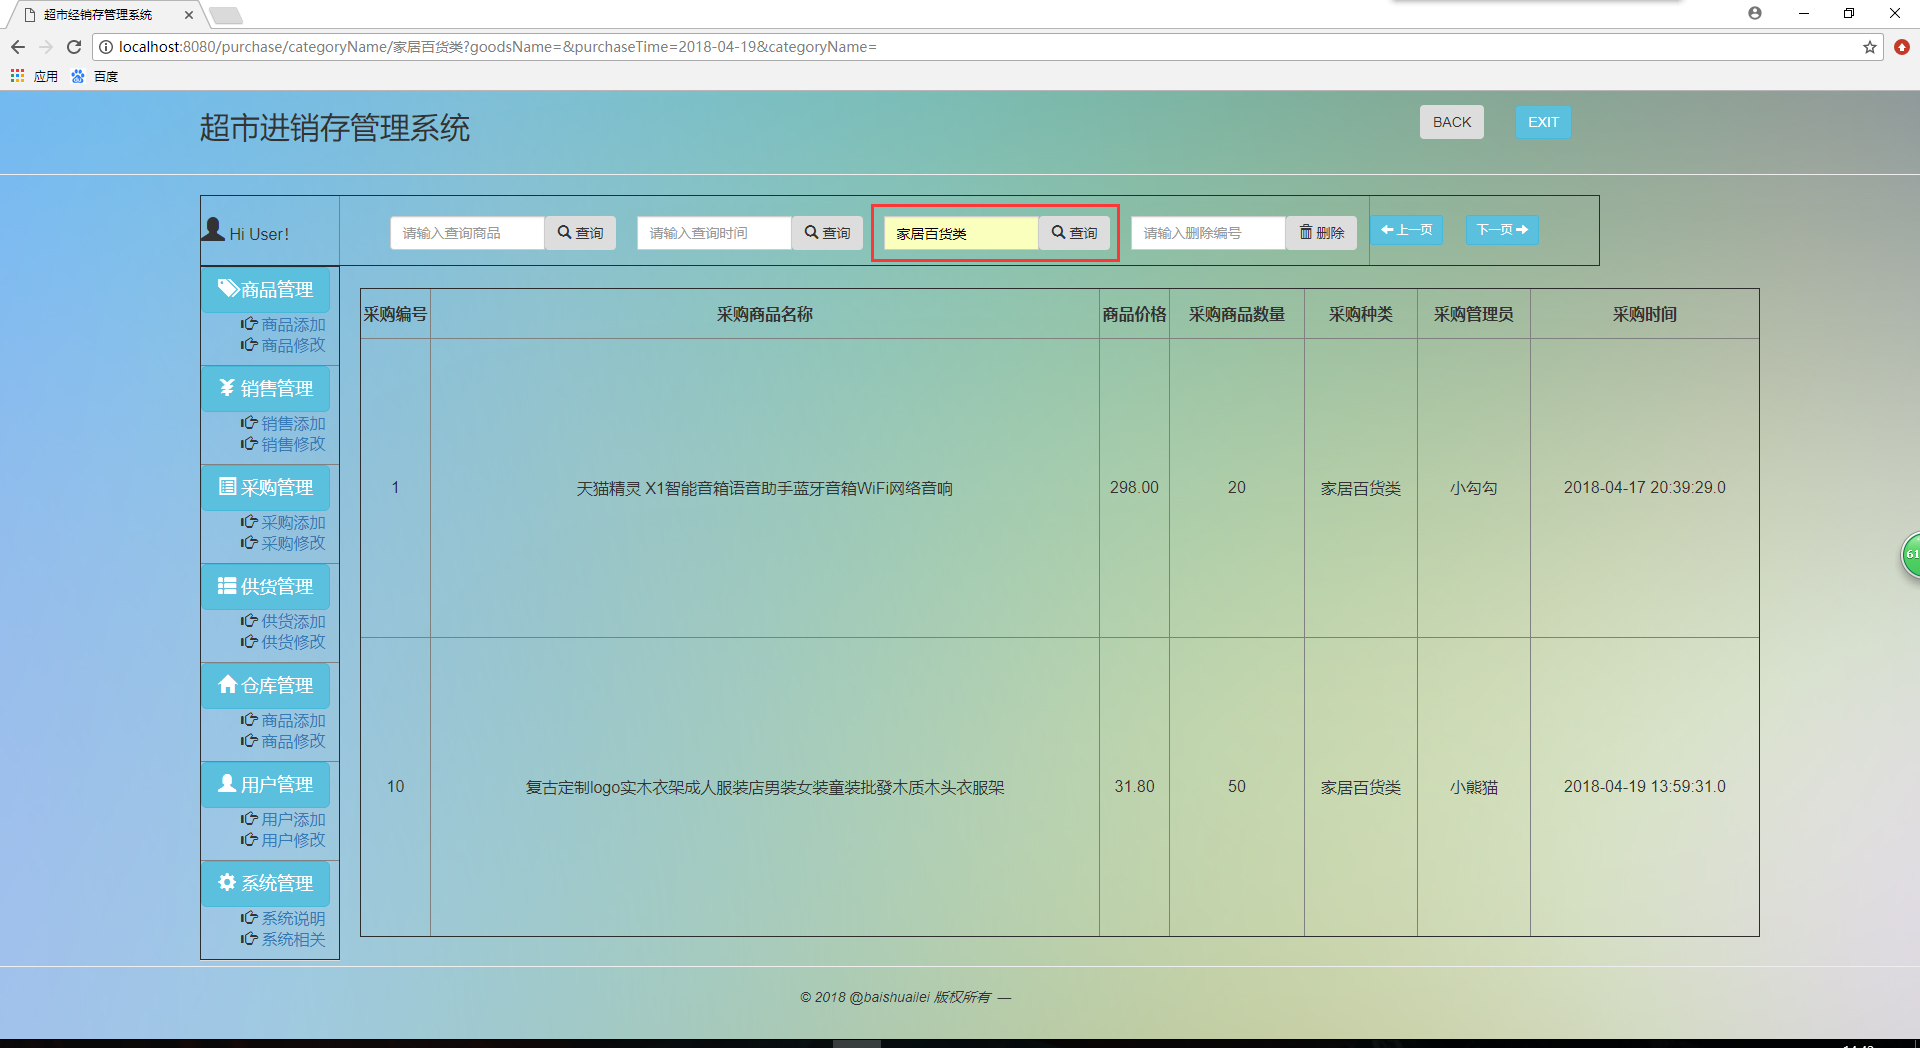 超市经销存管理系统
localhost:8080/purchase/categoryName/家居百货类?goodsName=&purchaseTime=2018-04-19&categoryName=
应用 百度
超市进销存管理系统 BACK EXIT
Hi User! 请输入查询商品 查询 请输入查询时间 查询 家居百货类 查询 请输入删除编号 删除 上一页 下一页
商品管理
商品添加
商品修改
销售管理
销售添加
销售修改
采购管理
采购添加
采购修改
供货管理
供货添加
供货修改
仓库管理
商品添加
商品修改
用户管理
用户添加
用户修改
系统管理
系统说明
系统相关
采购编号 采购商品名称 商品价格 采购商品数量 采购种类 采购管理员 采购时间
1 天猫精灵 X1智能音箱语音助手蓝牙音箱WiFi网络音响 298.00 20 家居百货类 小勾勾 2018-04-17 20:39:29.0
10 复古定制logo实木衣架成人服装店男装女装童装批發木质木头衣服架 31.80 50 家居百货类 小熊猫 2018-04-19 13:59:31.0
61
© 2018 @baishuailei 版权所有 —